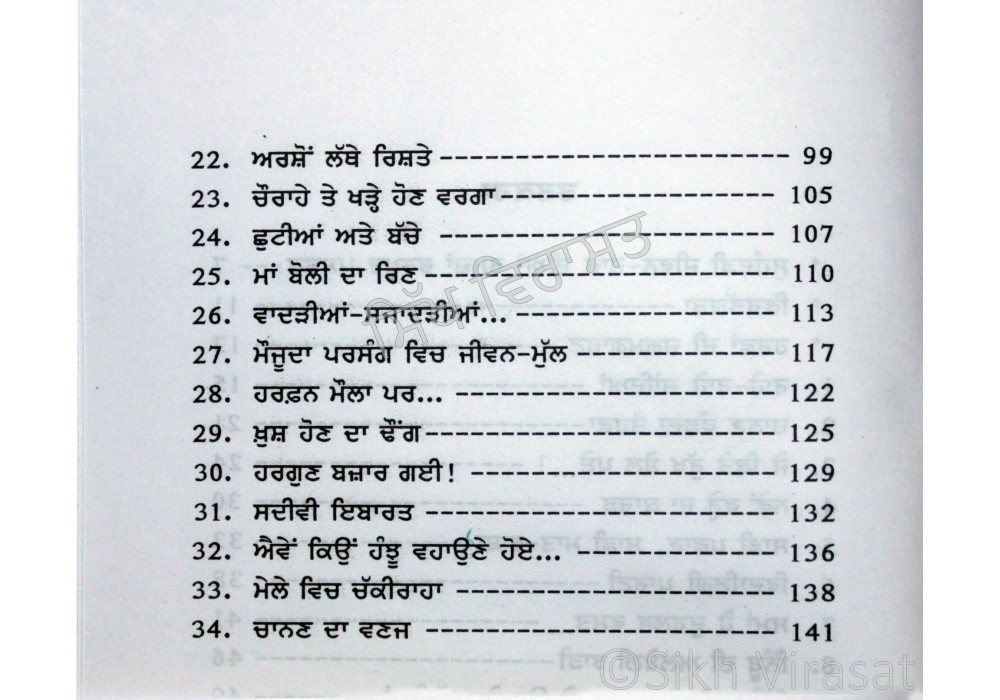 22. ਅਰਸ਼ੋਂ ਲੱਥੇ ਰਿਸ਼ਤੇ ---------------------- 99
23. ਚੌਰਾਹੇ ਤੇ ਖੜ੍ਹੇ ਹੋਣ ਵਰਗਾ ------------------- 105
24. ਛੁਟੀਆਂ ਅਤੇ ਬੱਚੇ ---------------------- 107
25. ਮਾਂ ਬੋਲੀ ਦਾ ਰਿਣ ---------------------- 110
26. ਵਾਦੜੀਆਂ-ਸਜਾਦੜੀਆਂ... ----------------- 113
27. ਮੌਜੂਦਾ ਪਰਸੰਗ ਵਿਚ ਜੀਵਨ-ਮੁੱਲ -------------- 117
28. ਹਰਫ਼ਨ ਮੌਲਾ ਪਰ... --------------------- 122
29. ਖ਼ੁਸ਼ ਹੋਣ ਦਾ ਢੌਂਗ ---------------------- 125
30. ਹਰਗੁਣ ਬਜ਼ਾਰ ਗਈ! --------------------- 129
31. ਸਦੀਵੀ ਇਬਾਰਤ ----------------------- 132
32. ਐਵੇਂ ਕਿਉਂ ਹੰਝੂ ਵਹਾਉਣੇ ਹੋਏ... ------------- 136
33. ਮੇਲੇ ਵਿਚ ਚੱਕੀਰਾਹਾ -------------------- 138
34. ਚਾਨਣ ਦਾ ਵਣਜ ----------------------- 141
ਸਿੱਖ ਵਿਰਾਸਤ
©Sikh Virasat